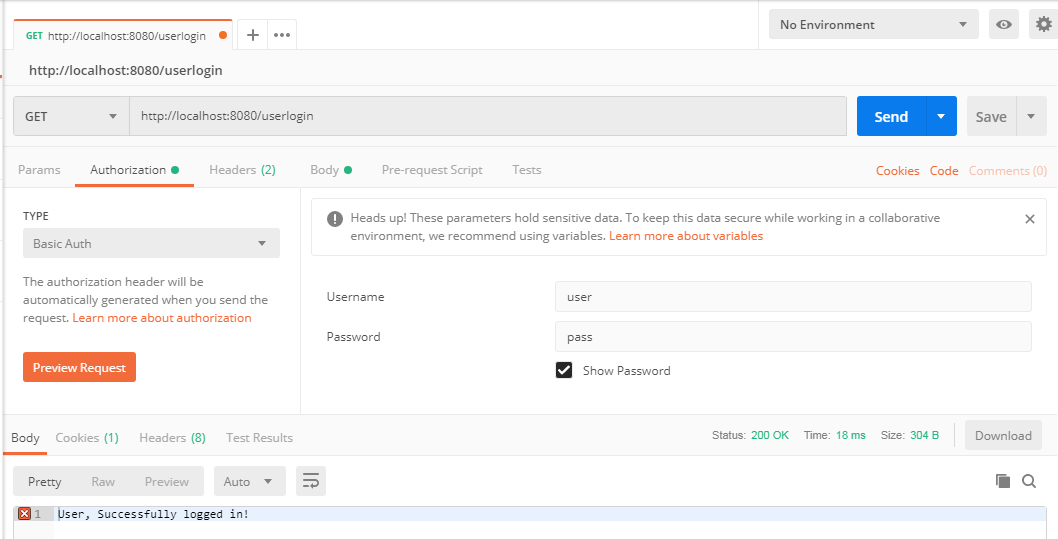 GET http://localhost:8080/userlogin
No Environment
http://localhost:8080/userlogin
GET http://localhost:8080/userlogin Send Save
Params Authorization Headers (2) Body Pre-request Script Tests Cookies Code Comments (0)
TYPE
Basic Auth
The authorization header will be
automatically generated when you send the
request. Learn more about authorization
Preview Request
Heads up! These parameters hold sensitive data. To keep this data secure while working in a collaborative
environment, we recommend using variables. Learn more about variables
Username user
Password pass
Show Password
Body Cookies (1) Headers (8) Test Results Status: 200 OK Time: 18 ms Size: 304 B Download
Pretty Raw Preview Auto
1 User, Successfully logged in!